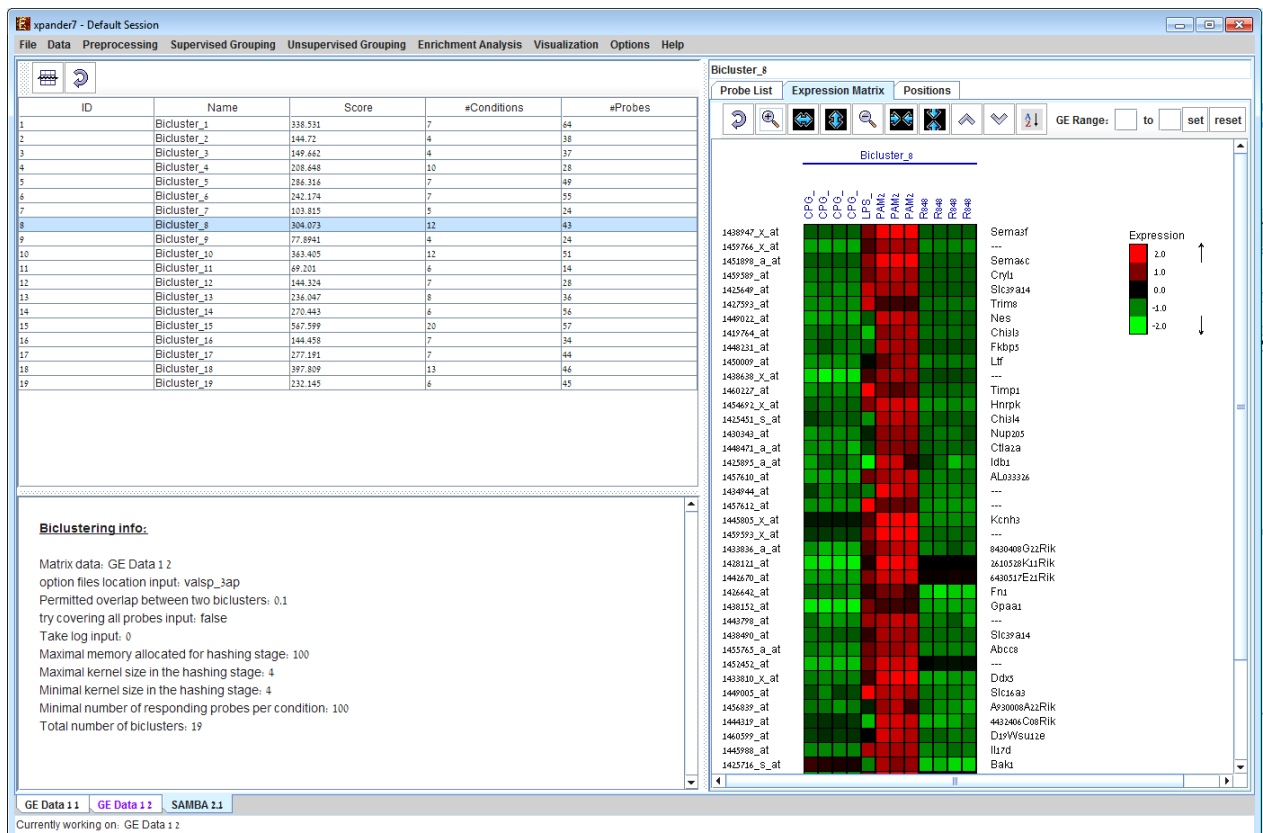 xpander7 - Default Session
File Data Preprocessing Supervised Grouping Unsupervised Grouping Enrichment Analysis Visualization Options Help
ID Name Score #Conditions #Probes
1 Bicluster_1 338.531 7 64
2 Bicluster_2 144.72 4 38
3 Bicluster_3 149.662 4 37
4 Bicluster_4 208.648 10 28
5 Bicluster_5 286.316 7 49
6 Bicluster_6 242.174 7 55
7 Bicluster_7 103.815 5 24
8 Bicluster_8 304.073 12 43
9 Bicluster_9 77.8941 4 24
10 Bicluster_10 363.405 12 51
11 Bicluster_11 69.201 6 14
12 Bicluster_12 144.324 7 28
13 Bicluster_13 236.047 8 36
14 Bicluster_14 270.443 6 56
15 Bicluster_15 567.599 20 57
16 Bicluster_16 144.458 7 34
17 Bicluster_17 277.191 7 44
18 Bicluster_18 397.809 13 46
19 Bicluster_19 232.145 6 45
Biclustering info:
Matrix data: GE Data 1 2
option files location input: valsp_3ap
Permitted overlap between two biclusters: 0.1
try covering all probes input: false
Take log input: 0
Maximal memory allocated for hashing stage: 100
Maximal kernel size in the hashing stage: 4
Minimal kernel size in the hashing stage: 4
Minimal number of responding probes per condition: 100
Total number of biclusters: 19
Bicluster_8
Probe List Expression Matrix Positions
GE Range: to set reset
Bicluster_8
CPG_ CPG_ CPG_ CPG_ LPS_ PAM2 PAM2 PAM2 R848 R848 R848 R848
1438947_x_at Sema3f
1459766_x_at ---
1451898_a_at Sema6c
1459589_at Cryl1
1425649_at Slc39a14
1427593_at Trim8
1449022_at Nes
1419764_at Chi3l3
1448231_at Fkbp5
1450009_at Ltf
1438638_x_at ---
1460227_at Timp1
1454692_x_at Hnrpk
1425451_s_at Chi3l4
1430343_at Nup205
1448471_a_at Ctla2a
1425895_a_at Idb1
1457610_at AL033326
1434944_at ---
1457612_at ---
1445805_x_at Kcnh3
1459593_x_at ---
1433836_a_at 8430408G22Rik
1428121_at 2610528K11Rik
1442670_at 6430517E21Rik
1426642_at Fn1
1438152_at Gpaa1
1443798_at ---
1438490_at Slc39a14
1455765_a_at Abcc8
1452452_at ---
1433810_x_at Ddx5
1449005_at Slc16a3
1456839_at A930008A22Rik
1444319_at 4432406C08Rik
1460599_at D19Wsu12e
1445988_at Il17d
1425716_s_at Bak1
Expression
2.0
1.0
0.0
-1.0
-2.0
GE Data 1 1 GE Data 1 2 SAMBA 2.1
Currently working on: GE Data 1 2